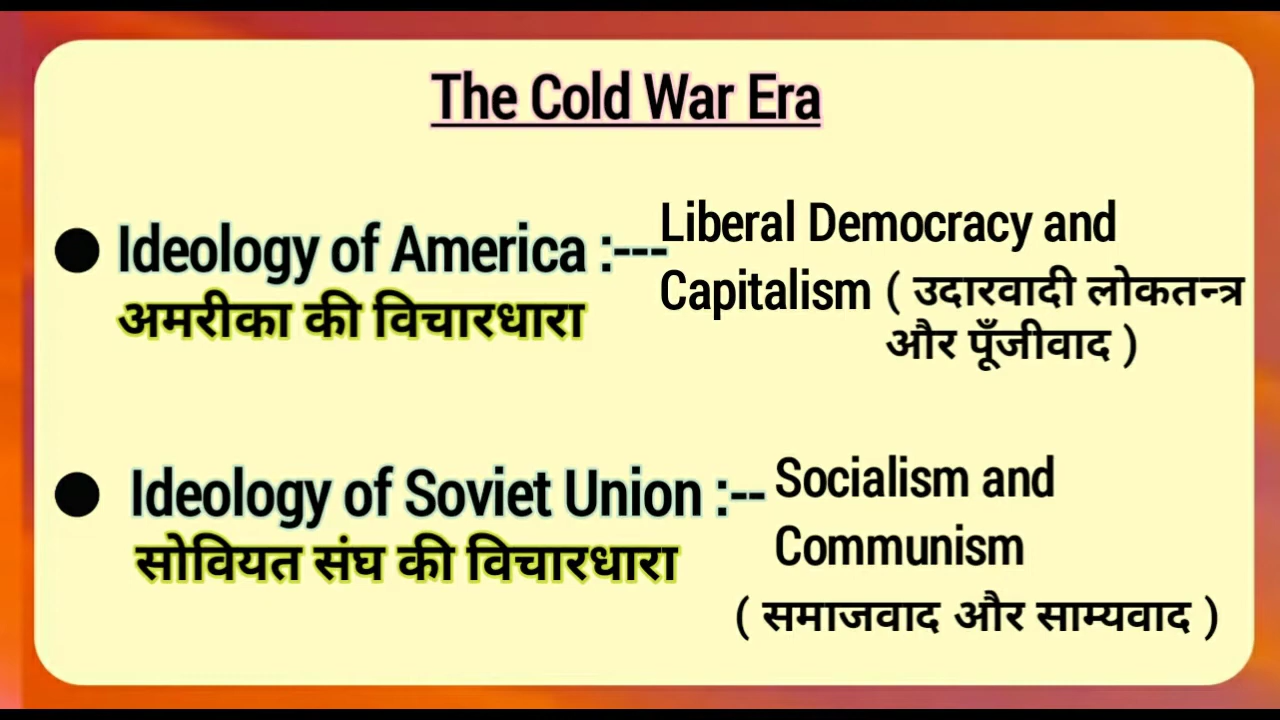 The Cold War Era
● Ideology of America :---
अमरीका की विचारधारा
Liberal Democracy and
Capitalism ( उदारवादी लोकतन्त्र
और पूँजीवाद )
● Ideology of Soviet Union :--
सोवियत संघ की विचारधारा
Socialism and
Communism
( समाजवाद और साम्यवाद )